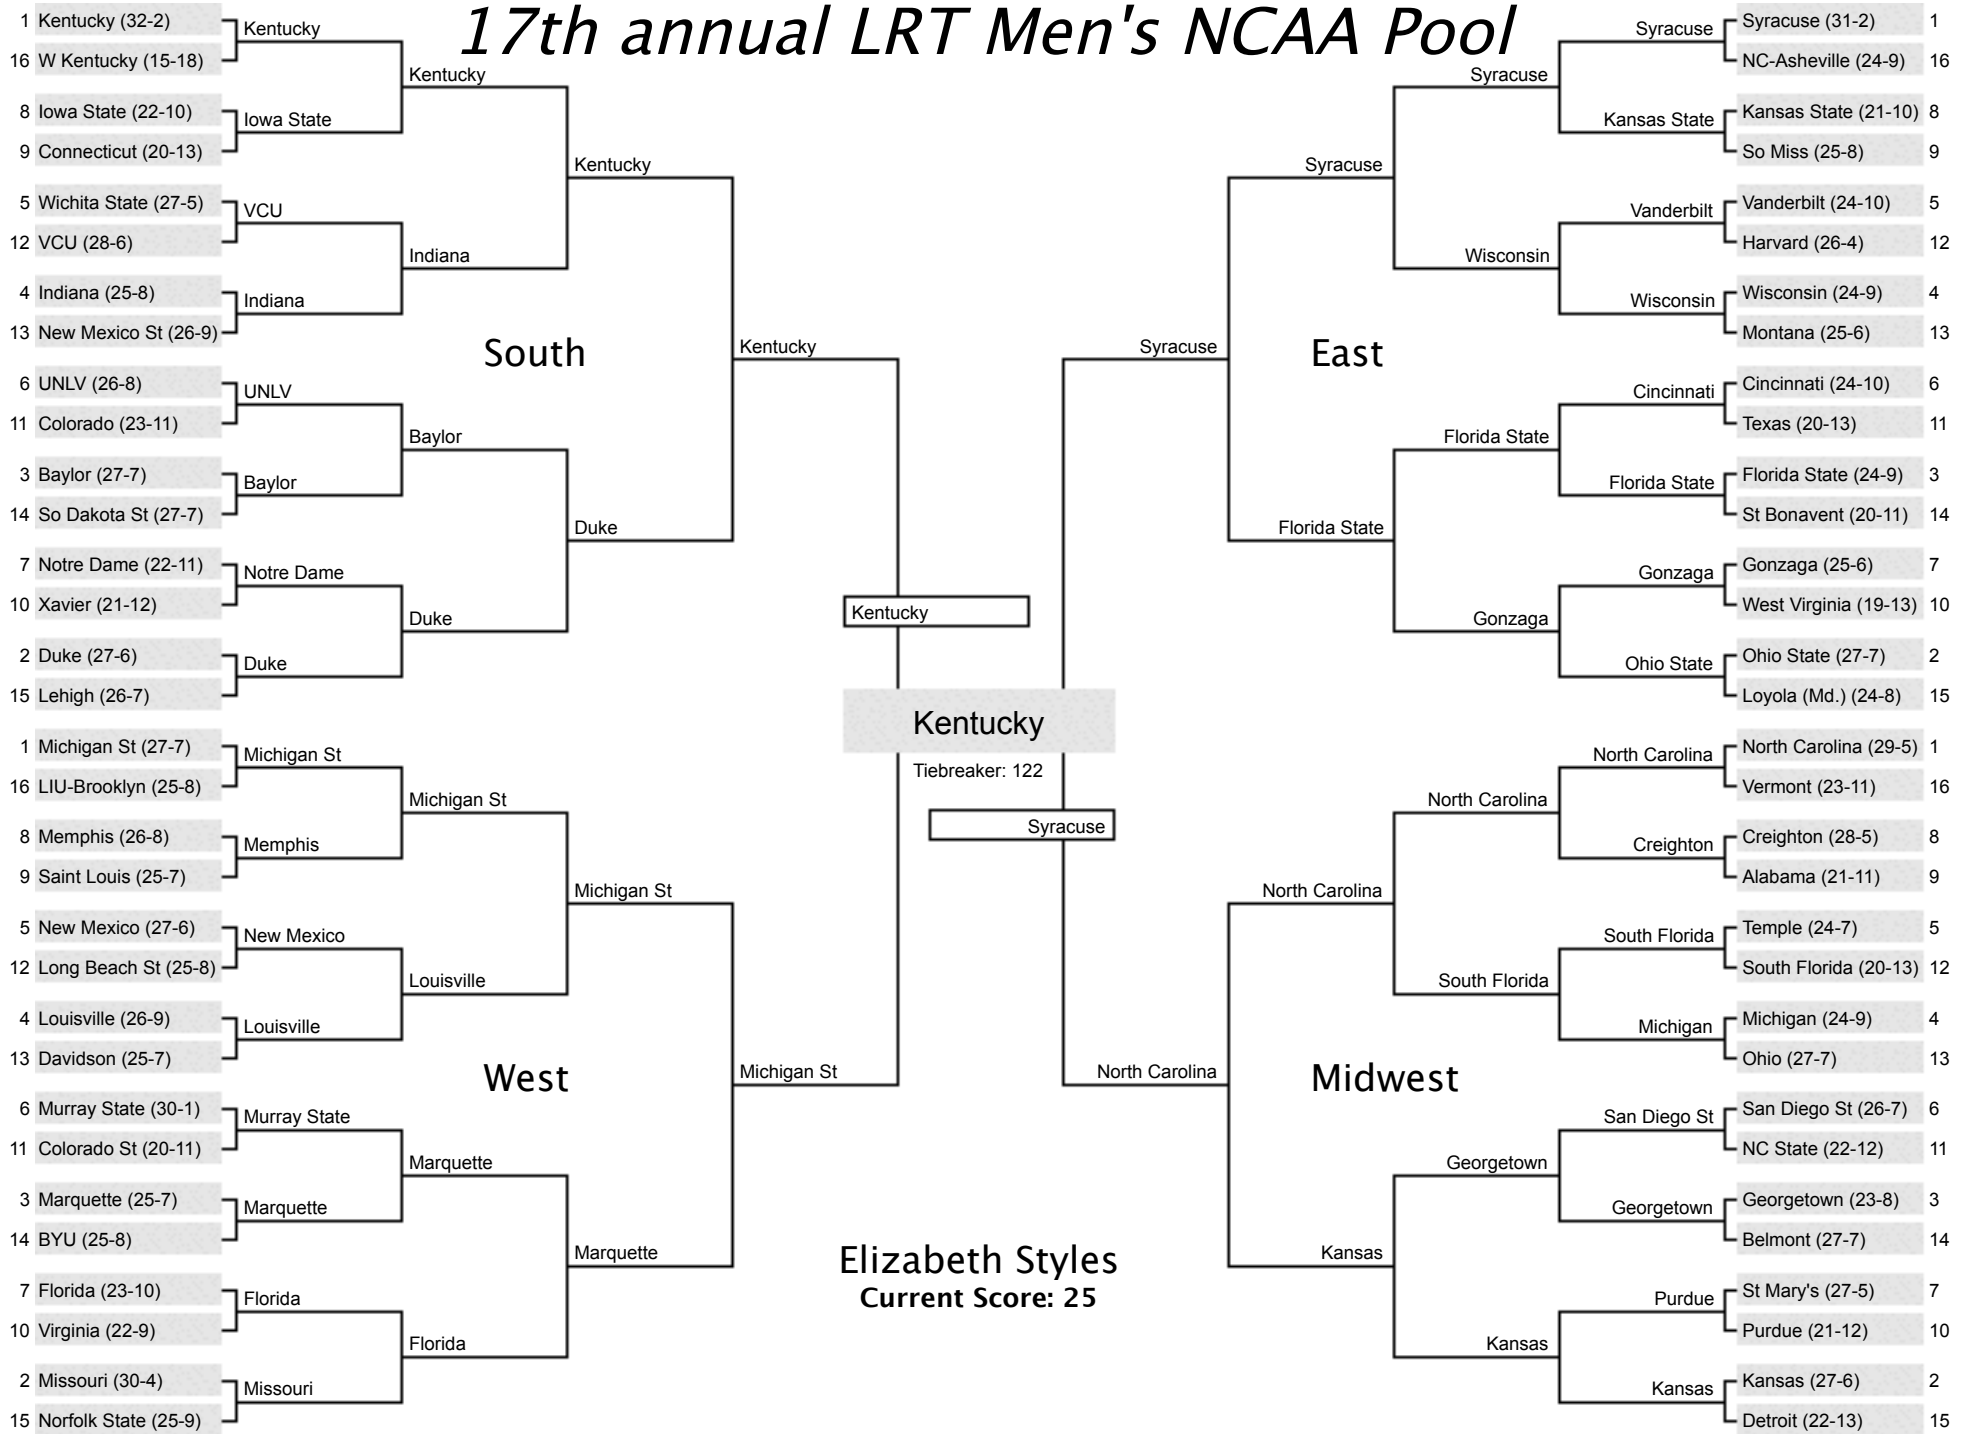 17th annual LRT Men's NCAA Pool
1 Kentucky (32-2)
16 W Kentucky (15-18)
8 Iowa State (22-10)
9 Connecticut (20-13)
5 Wichita State (27-5)
12 VCU (28-6)
4 Indiana (25-8)
13 New Mexico St (26-9)
6 UNLV (26-8)
11 Colorado (23-11)
3 Baylor (27-7)
14 So Dakota St (27-7)
7 Notre Dame (22-11)
10 Xavier (21-12)
2 Duke (27-6)
15 Lehigh (26-7)
Kentucky
Iowa State
VCU
Indiana
UNLV
Baylor
Notre Dame
Duke
Kentucky
Indiana
Baylor
Duke
Kentucky
Duke
Kentucky
South
1 Michigan St (27-7)
16 LIU-Brooklyn (25-8)
8 Memphis (26-8)
9 Saint Louis (25-7)
5 New Mexico (27-6)
12 Long Beach St (25-8)
4 Louisville (26-9)
13 Davidson (25-7)
6 Murray State (30-1)
11 Colorado St (20-11)
3 Marquette (25-7)
14 BYU (25-8)
7 Florida (23-10)
10 Virginia (22-9)
2 Missouri (30-4)
15 Norfolk State (25-9)
Michigan St
Memphis
New Mexico
Louisville
Murray State
Marquette
Florida
Missouri
Michigan St
Louisville
Marquette
Florida
Michigan St
Marquette
Michigan St
West
Kentucky
Kentucky
Tiebreaker: 122
Syracuse
Elizabeth Styles
Current Score: 25
Syracuse (31-2) 1
NC-Asheville (24-9) 16
Kansas State (21-10) 8
So Miss (25-8) 9
Vanderbilt (24-10) 5
Harvard (26-4) 12
Wisconsin (24-9) 4
Montana (25-6) 13
Cincinnati (24-10) 6
Texas (20-13) 11
Florida State (24-9) 3
St Bonavent (20-11) 14
Gonzaga (25-6) 7
West Virginia (19-13) 10
Ohio State (27-7) 2
Loyola (Md.) (24-8) 15
Syracuse
Kansas State
Vanderbilt
Wisconsin
Cincinnati
Florida State
Gonzaga
Ohio State
Syracuse
Wisconsin
Florida State
Gonzaga
Syracuse
Florida State
Syracuse
East
North Carolina (29-5) 1
Vermont (23-11) 16
Creighton (28-5) 8
Alabama (21-11) 9
Temple (24-7) 5
South Florida (20-13) 12
Michigan (24-9) 4
Ohio (27-7) 13
San Diego St (26-7) 6
NC State (22-12) 11
Georgetown (23-8) 3
Belmont (27-7) 14
St Mary's (27-5) 7
Purdue (21-12) 10
Kansas (27-6) 2
Detroit (22-13) 15
North Carolina
Creighton
South Florida
Michigan
San Diego St
Georgetown
Purdue
Kansas
North Carolina
South Florida
Georgetown
Kansas
North Carolina
Kansas
North Carolina
Midwest